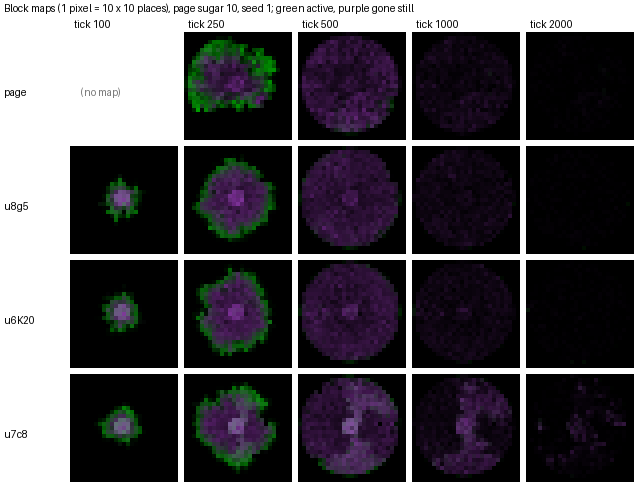 Block maps (1 pixel = 10 x 10 places), page sugar 10, seed 1; green active, purple gone still
tick 100 tick 250 tick 500 tick 1000 tick 2000
page (no map)
u8g5
u6K20
u7c8